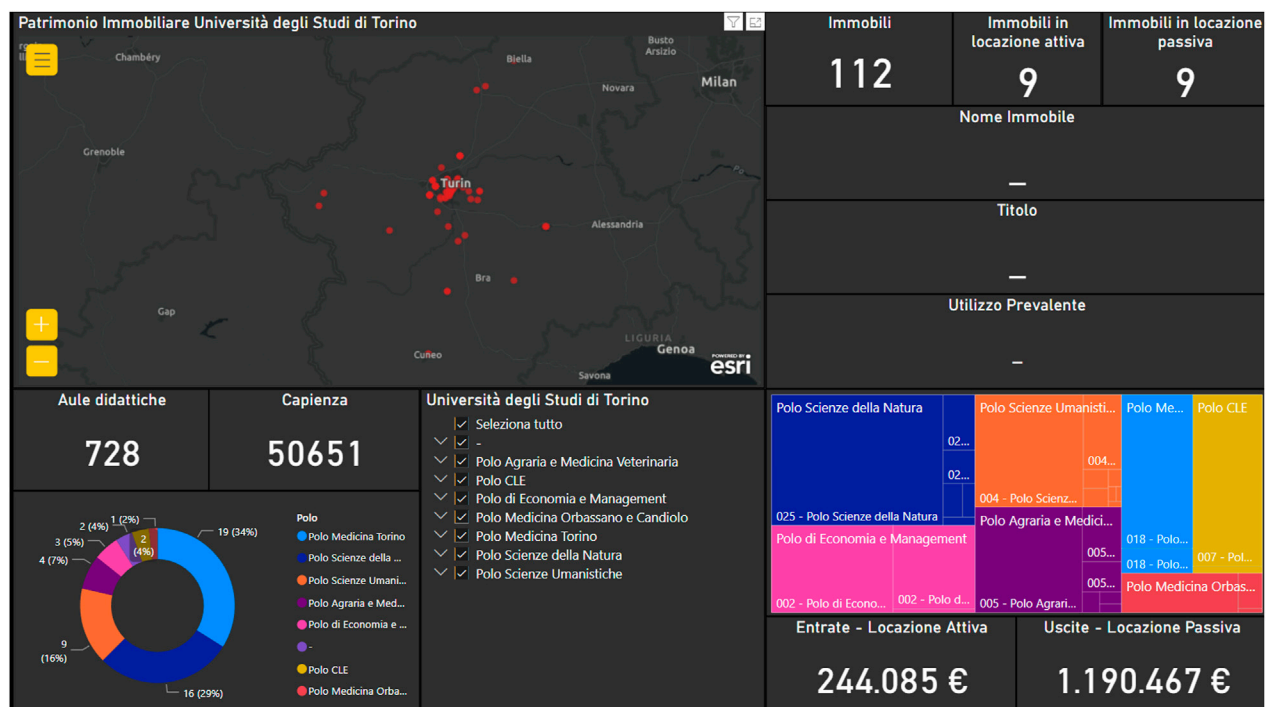 Patrimonio Immobiliare Università degli Studi di Torino
Chambéry
Biella
Busto
Arsizio
Novara
Milan
Grenoble
Turin
Po
Alessandria
Bra
Gap
Cuneo
LIGURIA
Genoa
Savona
POWERED BY
esri
Immobili
112
Immobili in
locazione attiva
9
Immobili in locazione
passiva
9
Nome Immobile
—
Titolo
—
Utilizzo Prevalente
-
Aule didattiche
728
Capienza
50651
19 (34%)
16 (29%)
9
(16%)
4 (7%)
3 (5%)
2 (4%)
2
(4%)
1 (2%)
Polo
Polo Medicina Torino
Polo Scienze della ...
Polo Scienze Umani...
Polo Agraria e Med...
Polo di Economia e ...
-
Polo CLE
Polo Medicina Orba...
Università degli Studi di Torino
Seleziona tutto
-
Polo Agraria e Medicina Veterinaria
Polo CLE
Polo di Economia e Management
Polo Medicina Orbassano e Candiolo
Polo Medicina Torino
Polo Scienze della Natura
Polo Scienze Umanistiche
Polo Scienze della Natura
02...
02...
025 - Polo Scienze della Natura
Polo di Economia e Management
002 - Polo di Econo...
002 - Polo d...
Polo Scienze Umanisti...
004...
004 - Polo Scienz...
Polo Agraria e Medici...
005...
005...
005 - Polo Agrari...
Polo Me...
018 - Polo...
018 - Polo...
Polo CLE
007 - Pol...
Polo Medicina Orbas...
Entrate - Locazione Attiva
244.085 €
Uscite - Locazione Passiva
1.190.467 €